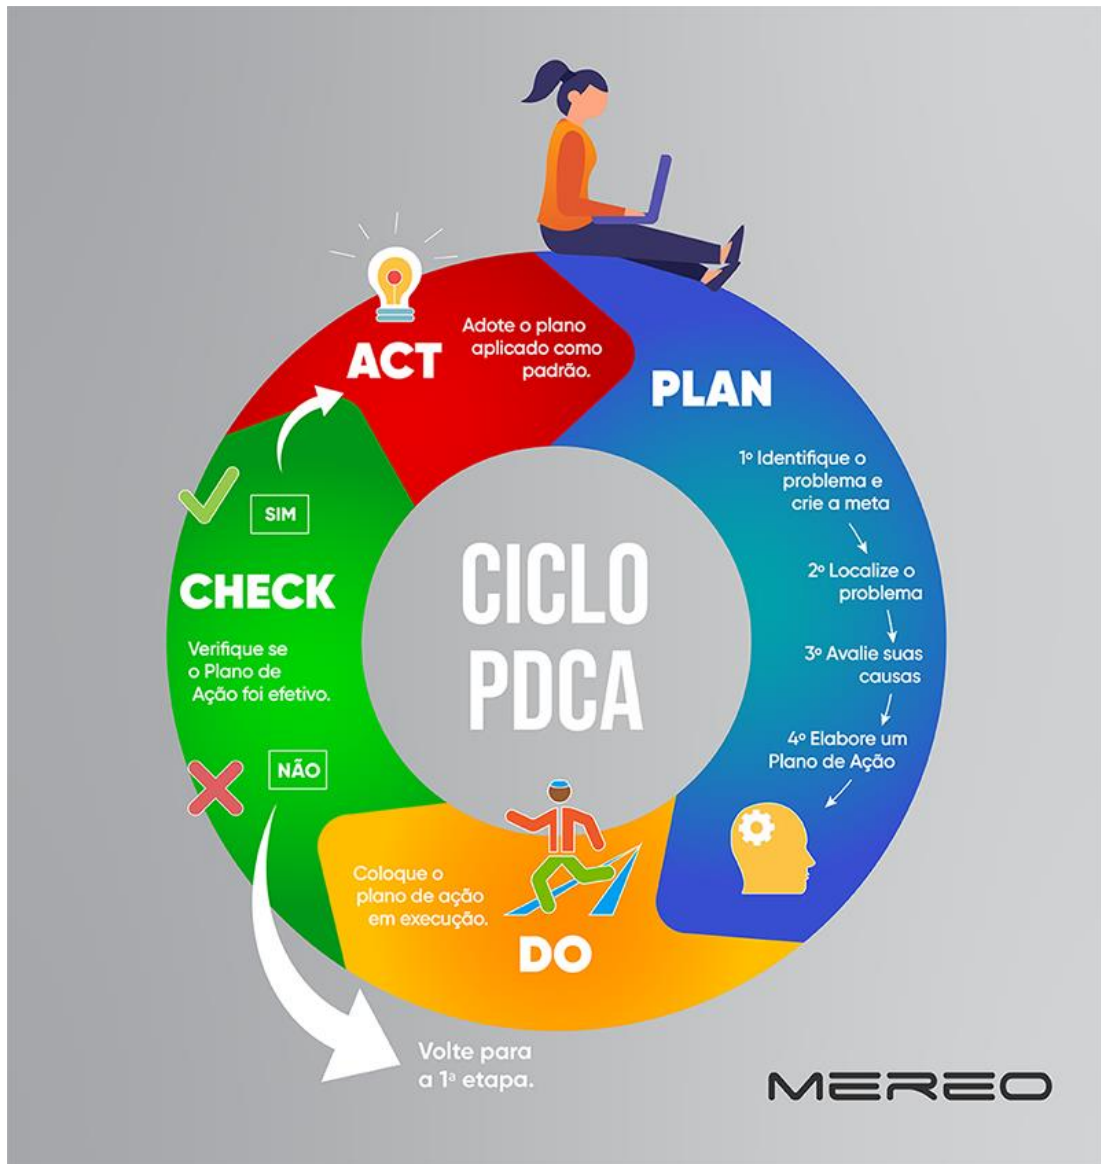 CICLO
PDCA
PLAN
1º Identifique o
problema e
crie a meta
2º Localize o
problema
3º Avalie suas
causas
4º Elabore um
Plano de Ação
DO
Coloque o
plano de ação
em execução.
CHECK
Verifique se
o Plano de
Ação foi efetivo.
SIM
NÃO
Volte para
a 1ª etapa.
ACT
Adote o plano
aplicado como
padrão.
MEREO